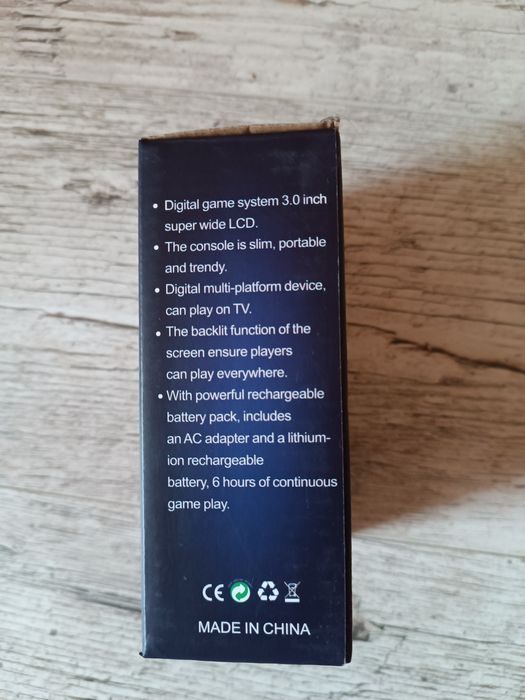 • Digital game system 3.0 inch
super wide LCD.
• The console is slim, portable
and trendy.
• Digital multi-platform device,
can play on TV.
• The backlit function of the
screen ensure players
can play everywhere.
• With powerful rechargeable
battery pack, includes
an AC adapter and a lithium-
ion rechargeable
battery, 6 hours of continuous
game play.
CE
MADE IN CHINA